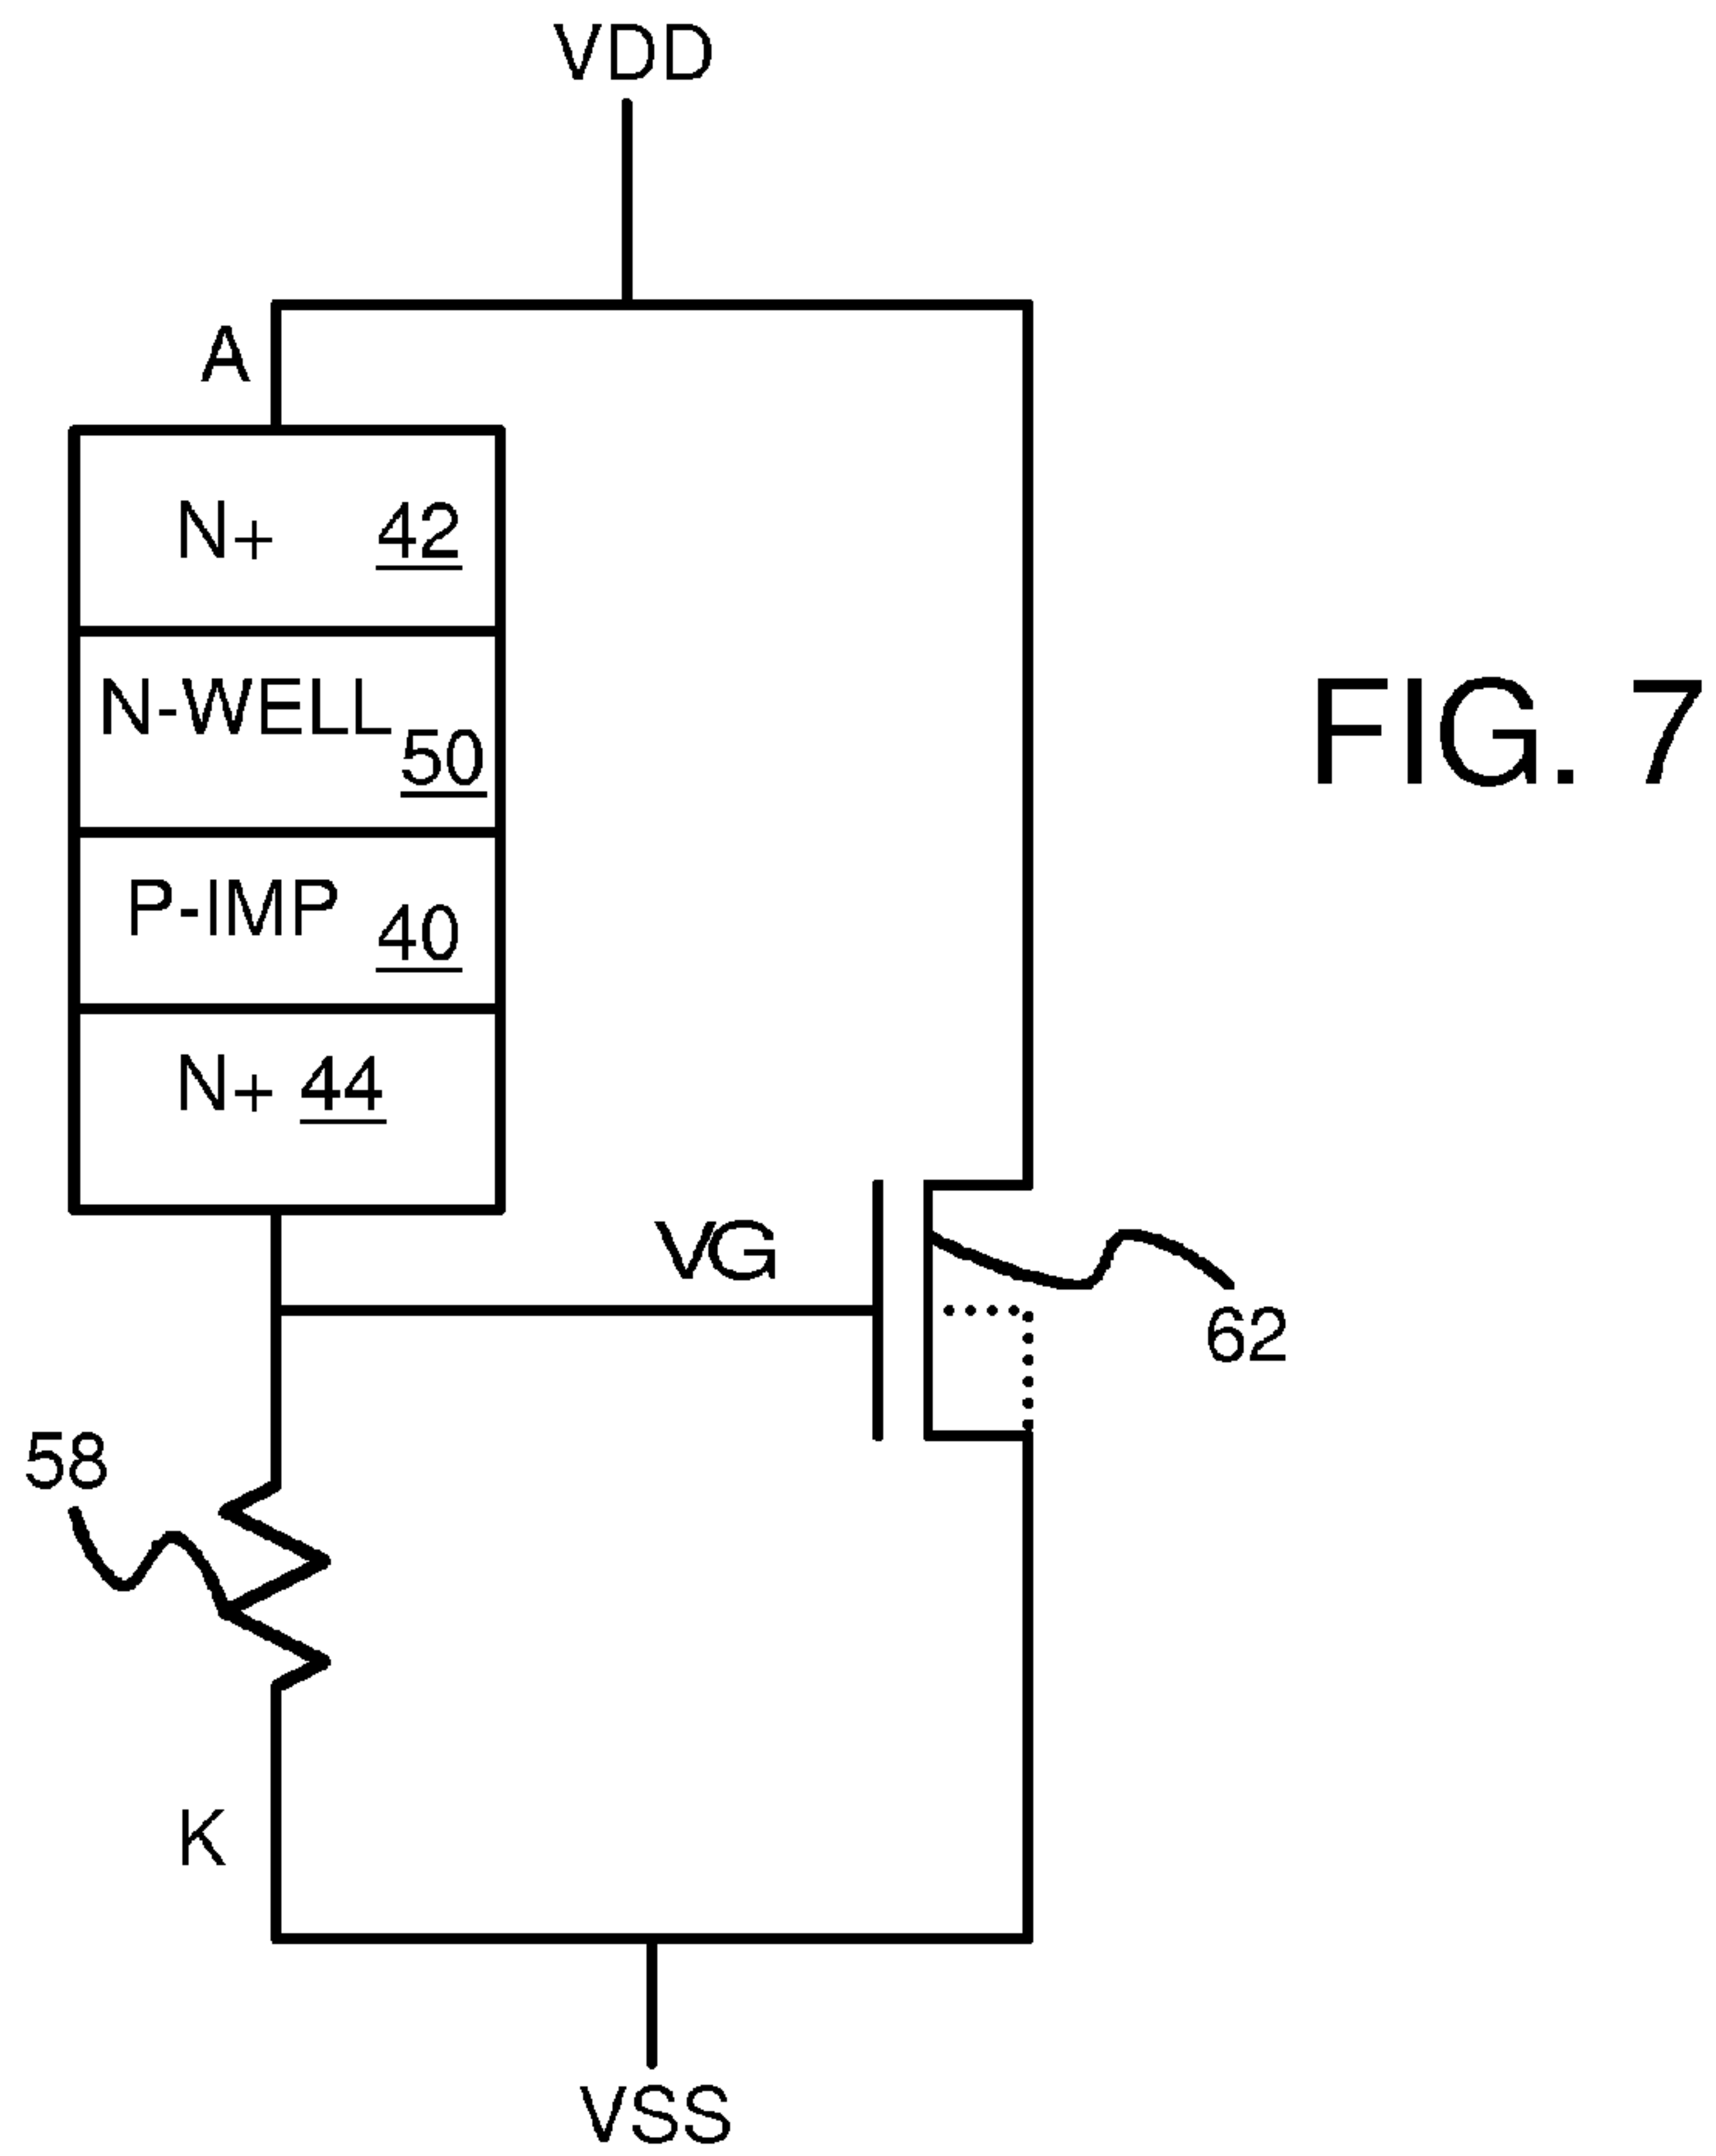 VDD
A
N+ 42
N-WELL 50
P-IMP 40
N+ 44
FIG. 7
VG
62
58
K
VSS